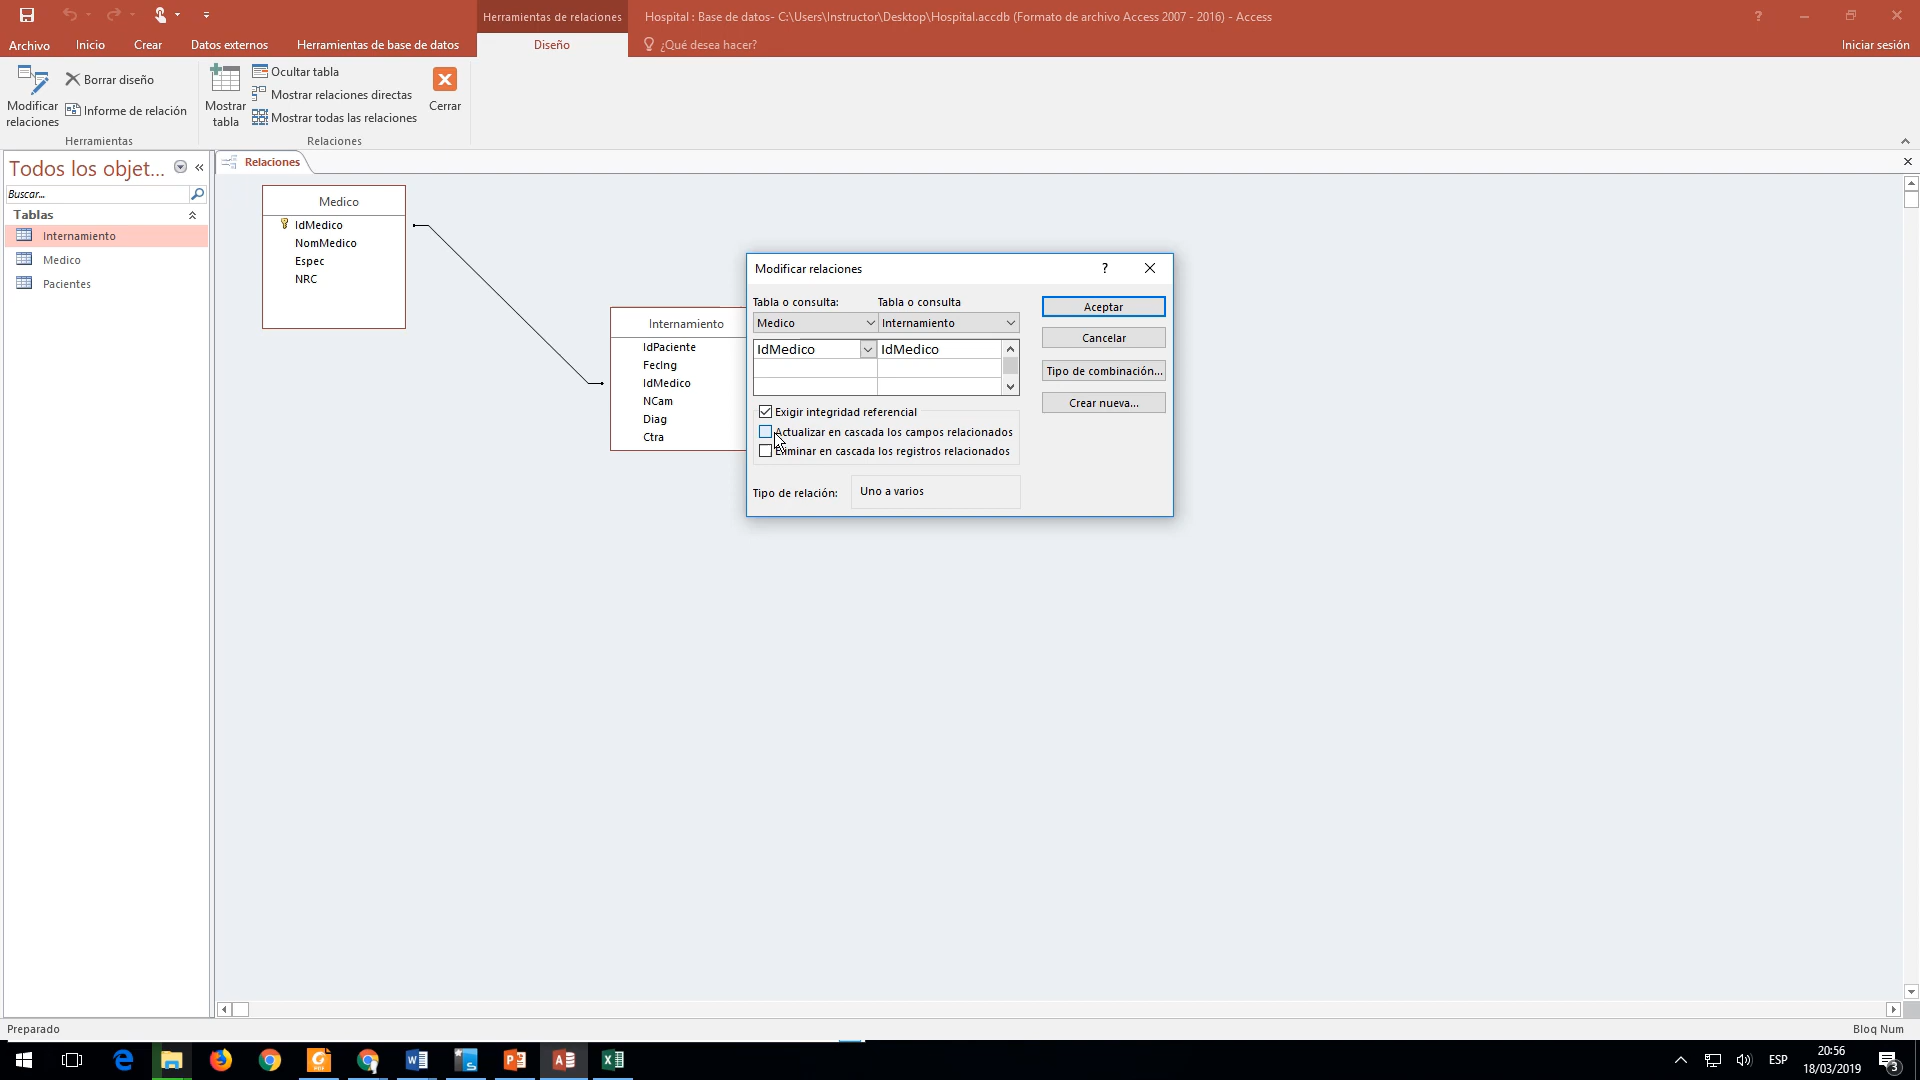 Herramientas de relaciones
Hospital : Base de datos- C:\Users\Instructor\Desktop\Hospital.accdb (Formato de archivo Access 2007 - 2016) - Access
?
Archivo
Inicio
Crear
Datos externos
Herramientas de base de datos
Diseño
¿Qué desea hacer?
Iniciar sesión
Modificar relaciones
Borrar diseño
Informe de relación
Herramientas
Mostrar tabla
Ocultar tabla
Mostrar relaciones directas
Mostrar todas las relaciones
Relaciones
Cerrar
Todos los objet... «
Buscar...
Tablas
Internamiento
Medico
Pacientes
Relaciones
Medico
IdMedico
NomMedico
Espec
NRC
Internamiento
IdPaciente
FecIng
IdMedico
NCam
Diag
Ctra
Modificar relaciones
?
Tabla o consulta: Tabla o consulta
Medico Internamiento
IdMedico IdMedico
Exigir integridad referencial
Actualizar en cascada los campos relacionados
Eliminar en cascada los registros relacionados
Tipo de relación: Uno a varios
Aceptar
Cancelar
Tipo de combinación...
Crear nueva...
Preparado
Bloq Num
ESP
20:56
18/03/2019
3